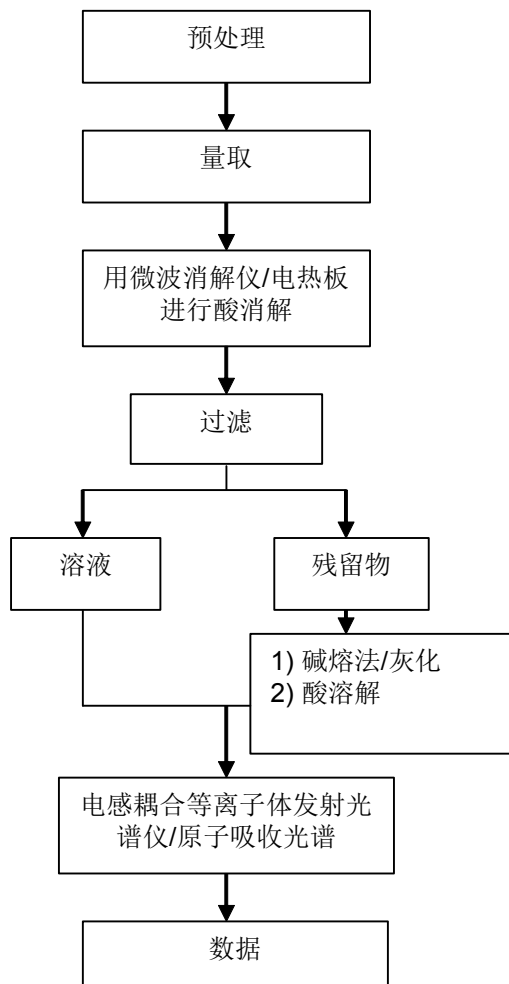 预处理
量取
用微波消解仪/电热板
进行酸消解
过滤
溶液
残留物
1) 碱熔法/灰化
2) 酸溶解
电感耦合等离子体发射光
谱仪/原子吸收光谱
数据